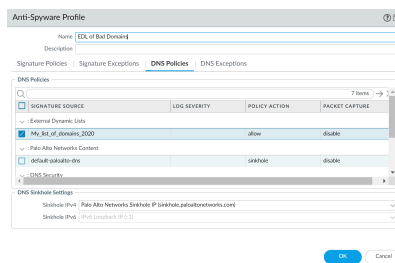 Anti-Spyware Profile
Name EDL of Bad Domains
Description
Signature Policies | Signature Exceptions | DNS Policies | DNS Exceptions
DNS Policies
7 items
SIGNATURE SOURCE LOG SEVERITY POLICY ACTION PACKET CAPTURE
: External Dynamic Lists
My_list_of_domains_2020 allow disable
: Palo Alto Networks Content
default-paloalto-dns sinkhole disable
: DNS Security
DNS Sinkhole Settings
Sinkhole IPv4 Palo Alto Networks Sinkhole IP (sinkhole.paloaltonetworks.com)
Sinkhole IPv6 IPv6 Loopback IP (::1)
OK Cancel